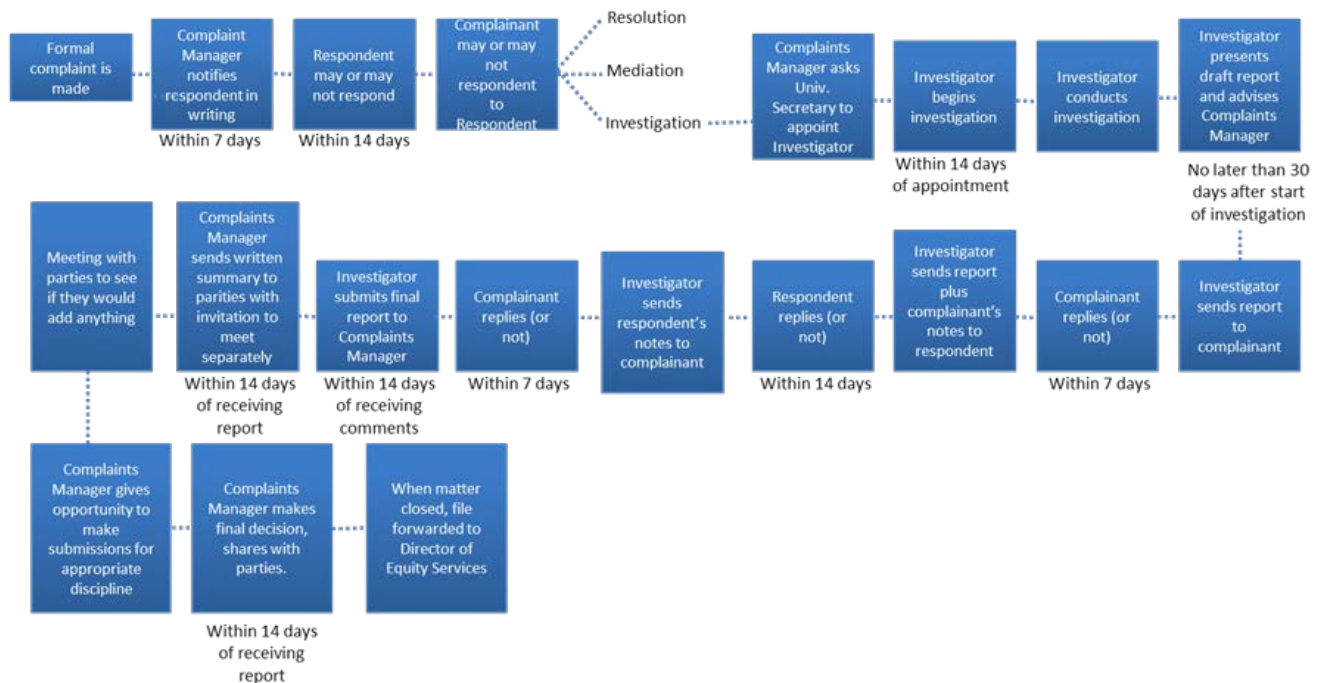 Formal
complaint is
made
Complaint
Manager
notifies
respondent in
writing
Within 7 days
Respondent
may or may
not respond
Within 14 days
Complainant
may or may
not
respondent
to
Respondent
Resolution
Mediation
Investigation
Complaints
Manager asks
Univ.
Secretary to
appoint
Investigator
Investigator
begins
investigation
Within 14 days
of appointment
Investigator
conducts
investigation
Investigator
presents
draft report
and advises
Complaints
Manager
No later than 30
days after start
of investigation
Meeting with
parties to see
if they would
add anything
Complaints
Manager
sends written
summary to
parities with
invitation to
meet
separately
Within 14 days
of receiving
report
Investigator
submits final
report to
Complaints
Manager
Within 14 days
of receiving
comments
Complainant
replies (or
not)
Within 7 days
Investigator
sends
respondent's
notes to
complainant
Respondent
replies (or
not)
Within 14 days
Investigator
sends report
plus
complainant's
notes to
respondent
Complainant
replies (or
not)
Within 7 days
Investigator
sends report
to
complainant
Complaints
Manager gives
opportunity to
make
submissions for
appropriate
discipline
Complaints
Manager makes
final decision,
shares with
parties.
Within 14 days
of receiving
report
When matter
closed, file
forwarded to
Director of
Equity Services